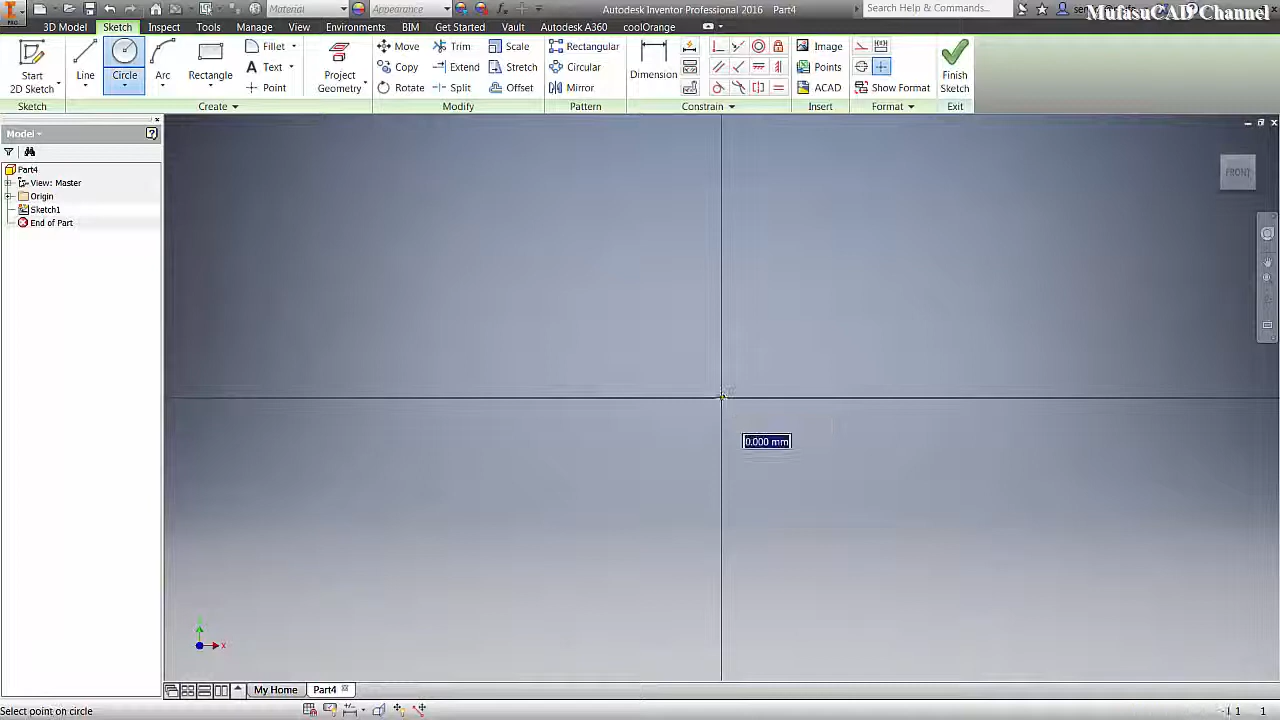 Material
Appearance
Autodesk Inventor Professional 2016 Part4
Search Help & Commands...
MufasuCAD Channel
PRO
3D Model Sketch Inspect Tools Manage View Environments BIM Get Started Vault Autodesk A360 coolOrange
Start
2D Sketch
Line
Circle
Arc
Rectangle
Fillet
Text
Point
Project
Geometry
Move
Copy
Rotate
Trim
Extend
Split
Scale
Stretch
Offset
Rectangular
Circular
Mirror
Dimension
Image
Points
ACAD
Show Format
Finish
Sketch
Sketch Create Modify Pattern Constrain Insert Format Exit
Model
Part4
View: Master
Origin
Sketch1
End of Part
FRONT
0.000 mm
X
My Home Part4
Select point on circle
1 1